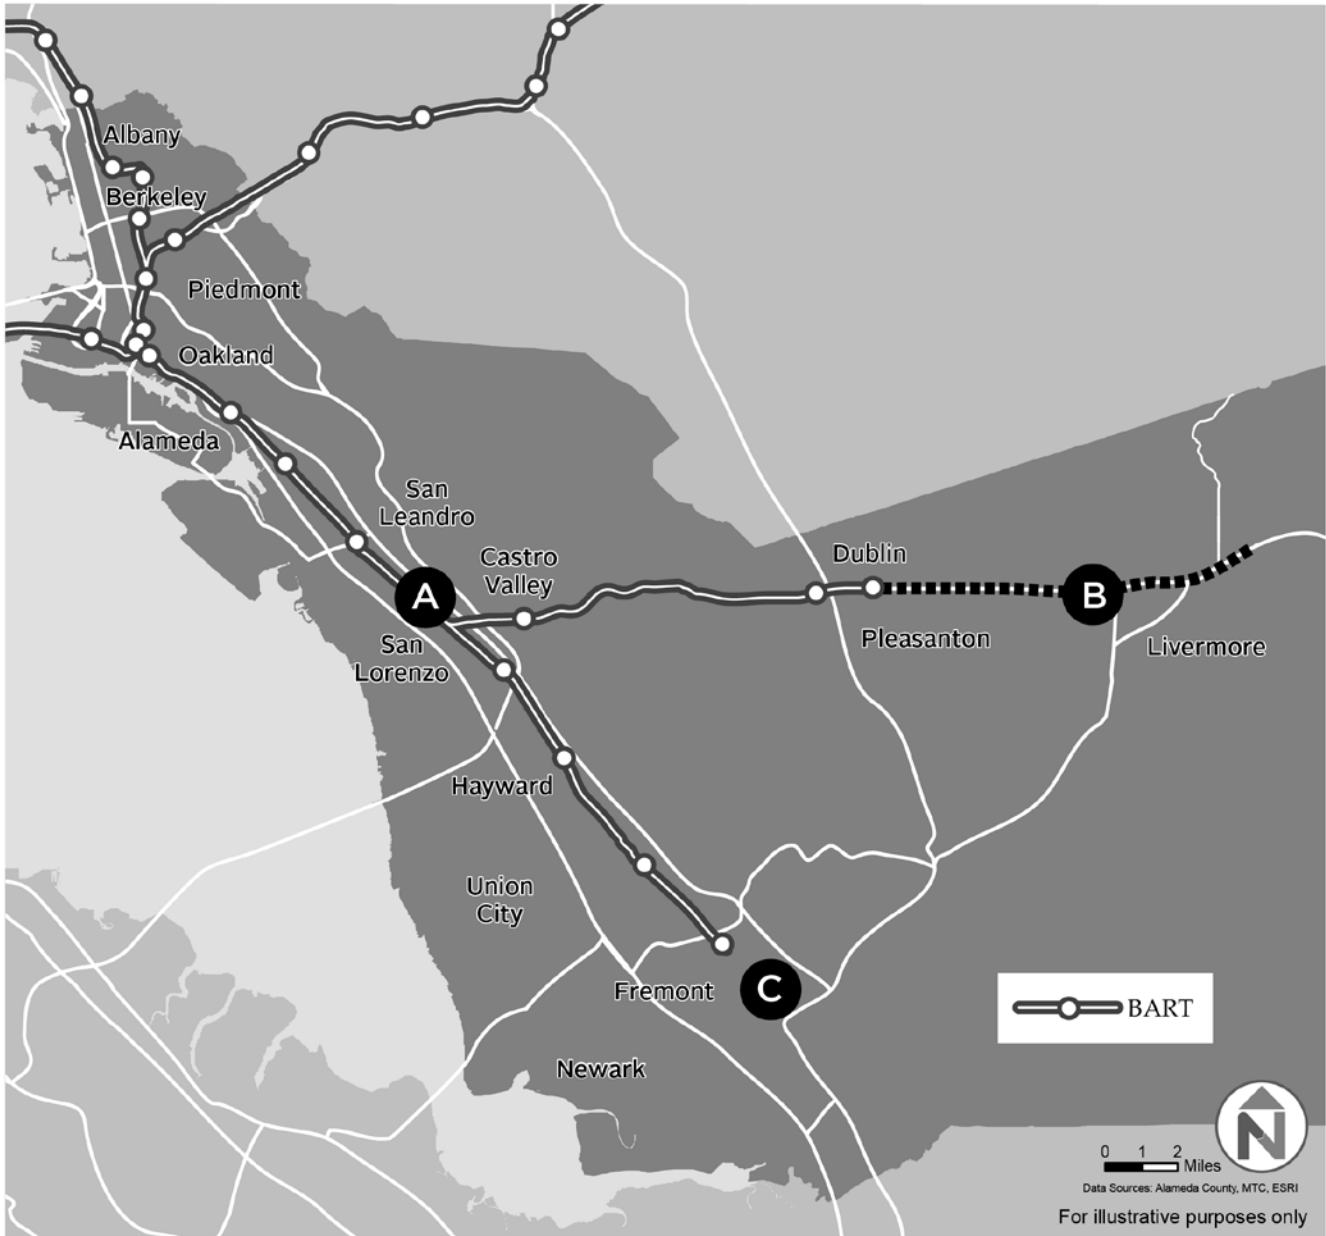 Albany
Berkeley
Piedmont
Oakland
Alameda
San
Leandro
Castro
Valley
Dublin
A
B
San
Lorenzo
Pleasanton
Livermore
Hayward
Union
City
Fremont
C
BART
Newark
N
0 1 2
Miles
Data Sources: Alameda County, MTC, ESRI
For illustrative purposes only